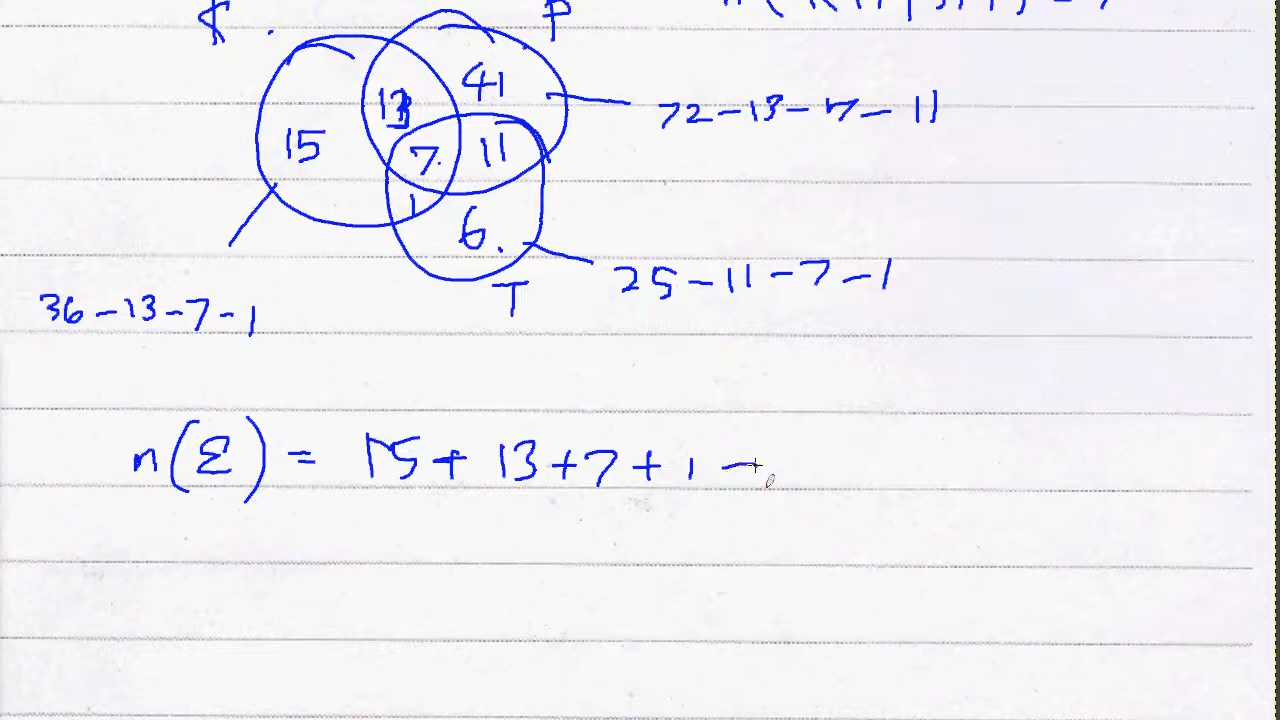 K P
13 41
72-13-7-11
15 7 11
1 6
25-11-7-1
T
36-13-7-1
n(Ɛ) = 15+ 13+7+1